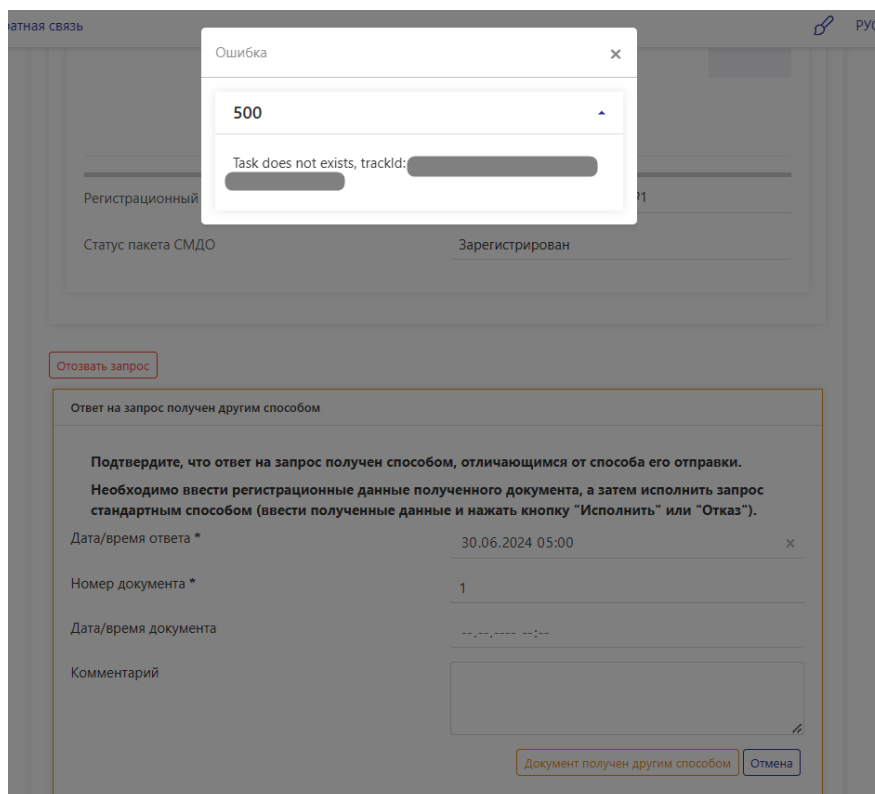 связь
РУС
Ошибка
×
500
Task does not exists, trackId:
Регистрационный
Статус пакета СМДО
Зарегистрирован
Отозвать запрос
Ответ на запрос получен другим способом
Подтвердите, что ответ на запрос получен способом, отличающимся от способа его отправки.
Необходимо ввести регистрационные данные полученного документа, а затем исполнить запрос
стандартным способом (ввести полученные данные и нажать кнопку "Исполнить" или "Отказ").
Дата/время ответа *
30.06.2024 05:00
×
Номер документа *
1
Дата/время документа
--.--.---- --:--
Комментарий
Документ получен другим способом
Отмена